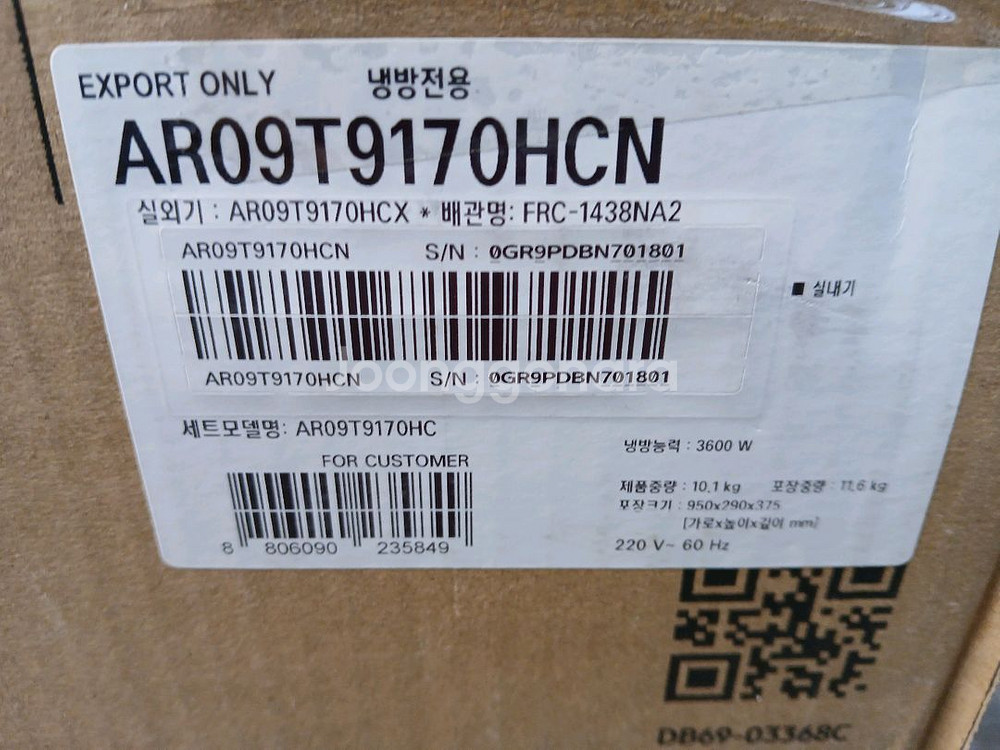 EXPORT ONLY 냉방전용
AR09T9170HCN
실외기 : AR09T9170HCX * 배관명: FRC-1438NA2
AR09T9170HCN S/N : 0GR9PDBN701801
■ 실내기
AR09T9170HCN S/N : 0GR9PDBN701801
세트모델명: AR09T9170HC
냉방능력 : 3600 W
FOR CUSTOMER
제품중량 : 10.1 kg 포장중량 : 11.6 kg
포장크기 : 950x290x375
[가로x높이x깊이 mm]
8 806090 235849
220 V~ 60 Hz
DB69-03368C